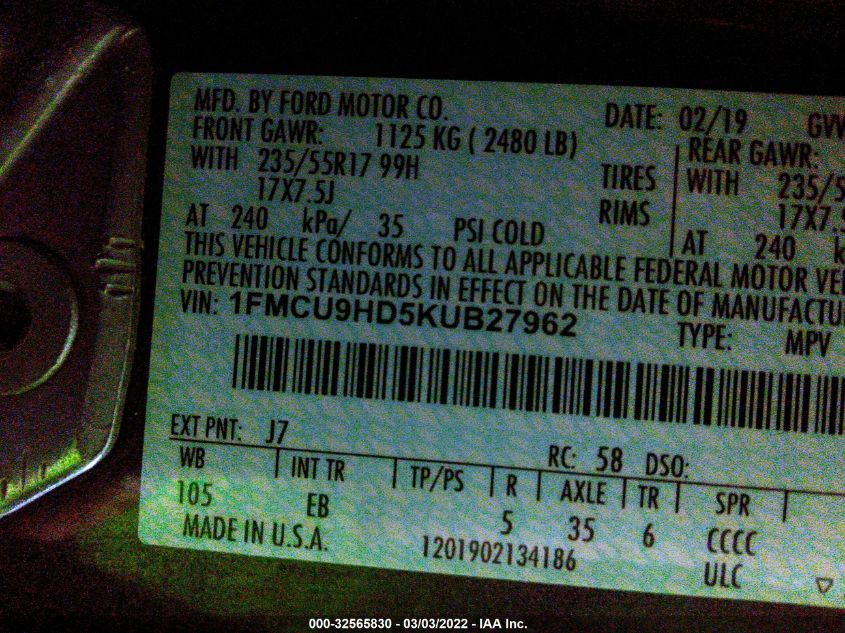 MFD. BY FORD MOTOR CO.
DATE: 02/19
FRONT GAWR: 1125 KG ( 2480 LB)
REAR GAWR:
WITH 235/55R17 99H TIRES
WITH
17X7.5J RIMS
AT 240 kPa/ 35 PSI COLD
AT 240
THIS VEHICLE CONFORMS TO ALL APPLICABLE FEDERAL MOTOR
PREVENTION STANDARDS IN EFFECT ON THE DATE OF
VIN: 1FMCU9HD5KUB27962 TYPE: MPV
EXT PNT: J7 RC: 58 DSO:
WB INT TR TP/PS R AXLE TR SPR
105 EB 5 35 6 CCCC
MADE IN U.S.A. 1201902134186 ULC
000-32565830 - 03/03/2022 - IAA Inc.